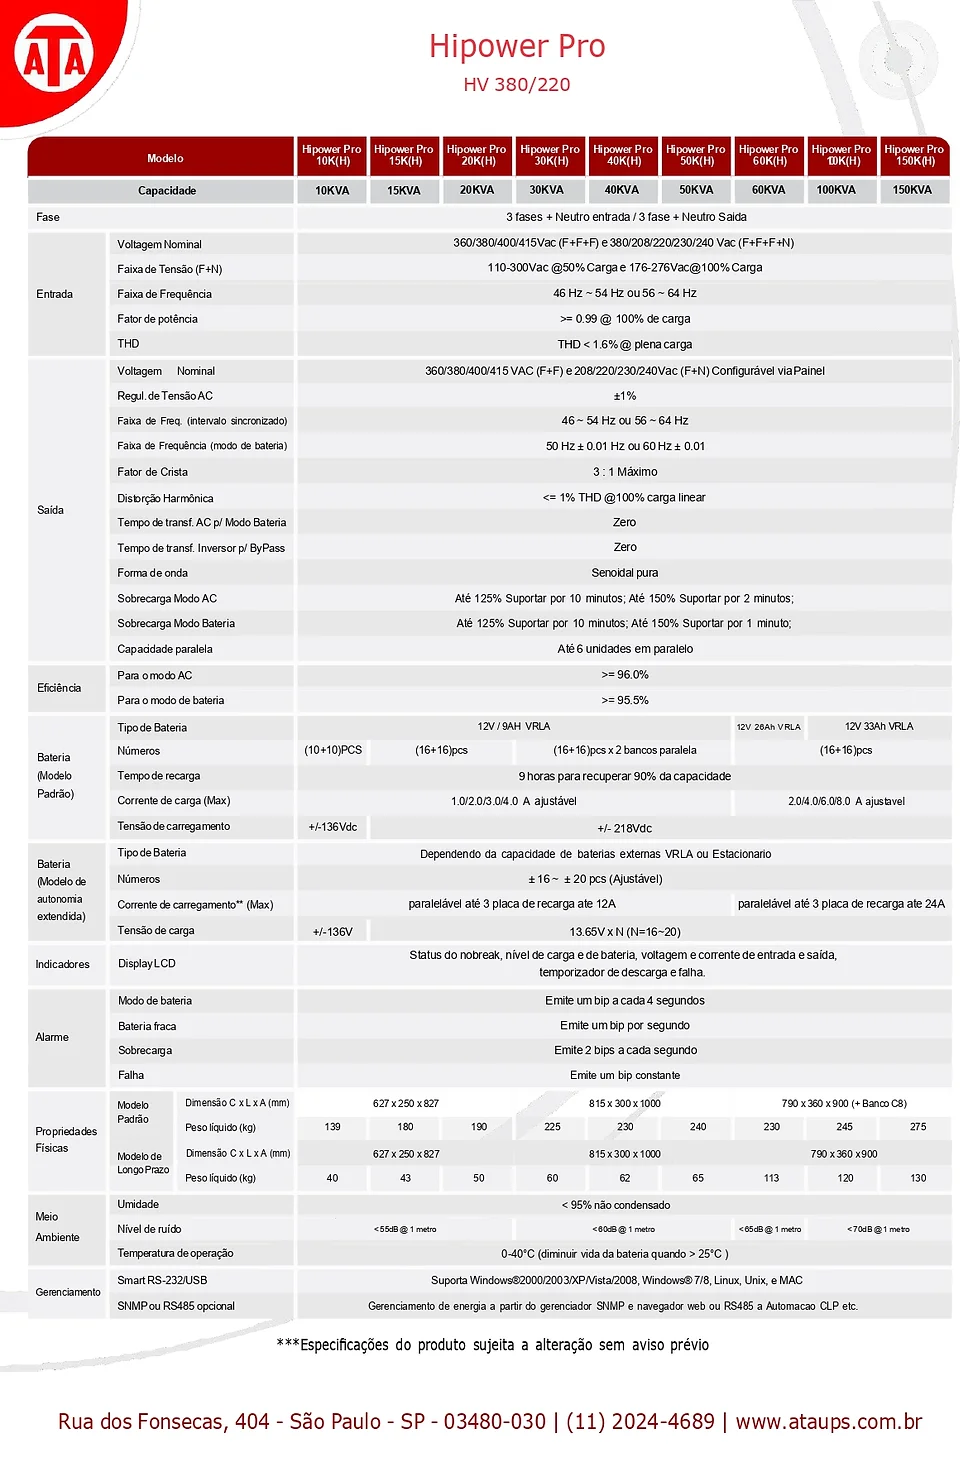 ATA
Hipower Pro
HV 380/220
Modelo Hipower Pro 10K(H) Hipower Pro 15K(H) Hipower Pro 20K(H) Hipower Pro 30K(H) Hipower Pro 40K(H) Hipower Pro 50K(H) Hipower Pro 60K(H) Hipower Pro 10K(H) Hipower Pro 150K(H)
Capacidade 10KVA 15KVA 20KVA 30KVA 40KVA 50KVA 60KVA 100KVA 150KVA
Fase 3 fases + Neutro entrada / 3 fase + Neutro Saida
Entrada
Voltagem Nominal 360/380/400/415Vac (F+F+F) e 380/208/220/230/240 Vac (F+F+F+N)
Faixa de Tensão (F+N) 110-300Vac @50% Carga e 176-276Vac@100% Carga
Faixa de Frequência 46 Hz ~ 54 Hz ou 56 ~ 64 Hz
Fator de potência >= 0.99 @ 100% de carga
THD THD < 1.6% @ plena carga
Saída
Voltagem Nominal 360/380/400/415 VAC (F+F) e 208/220/230/240Vac (F+N) Configurável via Painel
Regul. de Tensão AC ±1%
Faixa de Freq. (intervalo sincronizado) 46 ~ 54 Hz ou 56 ~ 64 Hz
Faixa de Frequência (modo de bateria) 50 Hz ± 0.01 Hz ou 60 Hz ± 0.01
Fator de Crista 3 : 1 Máximo
Distorção Harmônica <= 1% THD @100% carga linear
Tempo de transf. AC p/ Modo Bateria Zero
Tempo de transf. Inversor p/ ByPass Zero
Forma de onda Senoidal pura
Sobrecarga Modo AC Até 125% Suportar por 10 minutos; Até 150% Suportar por 2 minutos;
Sobrecarga Modo Bateria Até 125% Suportar por 10 minutos; Até 150% Suportar por 1 minuto;
Capacidade paralela Até 6 unidades em paralelo
Eficiência
Para o modo AC >= 96.0%
Para o modo de bateria >= 95.5%
Bateria
(Modelo
Padrão)
Tipo de Bateria 12V / 9AH VRLA 12V 26Ah VRLA 12V 33Ah VRLA
Números (10+10)PCS (16+16)pcs (16+16)pcs x 2 bancos paralela (16+16)pcs
Tempo de recarga 9 horas para recuperar 90% da capacidade
Corrente de carga (Max) 1.0/2.0/3.0/4.0 A ajustável 2.0/4.0/6.0/8.0 A ajustavel
Tensão de carregamento +/-136Vdc +/- 218Vdc
Bateria
(Modelo de
autonomia
extendida)
Tipo de Bateria Dependendo da capacidade de baterias externas VRLA ou Estacionario
Números ± 16 ~ ± 20 pcs (Ajustável)
Corrente de carregamento** (Max) paralelável até 3 placa de recarga ate 12A paralelável até 3 placa de recarga ate 24A
Tensão de carga +/-136V 13.65V x N (N=16~20)
Indicadores Display LCD Status do nobreak, nível de carga e de bateria, voltagem e corrente de entrada e saída,
temporizador de descarga e falha.
Alarme
Modo de bateria Emite um bip a cada 4 segundos
Bateria fraca Emite um bip por segundo
Sobrecarga Emite 2 bips a cada segundo
Falha Emite um bip constante
Propriedades
Físicas
Modelo
Padrão
Dimensão C x L x A (mm) 627 x 250 x 827 815 x 300 x 1000 790 x 360 x 900 (+ Banco C8)
Peso líquido (kg) 139 180 190 225 230 240 230 245 275
Modelo de
Longo Prazo
Dimensão C x L x A (mm) 627 x 250 x 827 815 x 300 x 1000 790 x 360 x900
Peso líquido (kg) 40 43 50 60 62 65 113 120 130
Meio
Ambiente
Umidade < 95% não condensado
Nível de ruído <55dB @ 1 metro <60dB @ 1 metro <65dB @ 1 metro <70dB @ 1 metro
Temperatura de operação 0-40°C (diminuir vida da bateria quando > 25°C )
Gerenciamento
Smart RS-232/USB Suporta Windows®2000/2003/XP/Vista/2008, Windows® 7/8, Linux, Unix, e MAC
SNMP ou RS485 opcional Gerenciamento de energia a partir do gerenciador SNMP e navegador web ou RS485 a Automacao CLP etc.
***Especificações do produto sujeita a alteração sem aviso prévio
Rua dos Fonsecas, 404 - São Paulo - SP - 03480-030 | (11) 2024-4689 | www.ataups.com.br